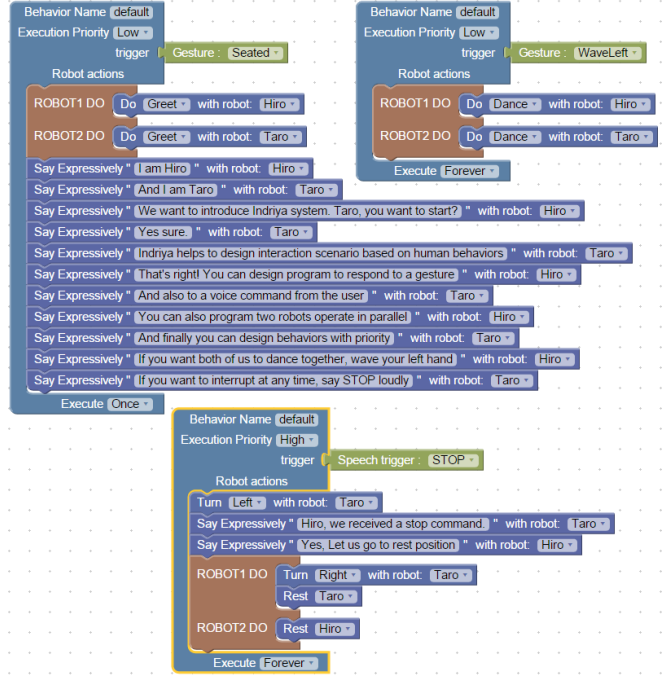 Behavior Name default
Execution Priority Low
trigger Gesture : Seated
Robot actions
ROBOT1 DO Do Greet with robot: Hiro
ROBOT2 DO Do Greet with robot: Taro
Say Expressively " I am Hiro " with robot: Hiro
Say Expressively " And I am Taro " with robot: Taro
Say Expressively " We want to introduce Indriya system. Taro, you want to start? " with robot: Hiro
Say Expressively " Yes sure. " with robot: Taro
Say Expressively " Indriya helps to design interaction scenario based on human behaviors " with robot: Taro
Say Expressively " That's right! You can design program to respond to a gesture " with robot: Hiro
Say Expressively " And also to a voice command from the user " with robot: Taro
Say Expressively " You can also program two robots operate in parallel " with robot: Hiro
Say Expressively " And finally you can design behaviors with priority " with robot: Taro
Say Expressively " If you want both of us to dance together, wave your left hand " with robot: Hiro
Say Expressively " If you want to interrupt at any time, say STOP loudly " with robot: Taro
Execute Once
Behavior Name default
Execution Priority Low
trigger Gesture : WaveLeft
Robot actions
ROBOT1 DO Do Dance with robot: Hiro
ROBOT2 DO Do Dance with robot: Taro
Execute Forever
Behavior Name default
Execution Priority High
trigger Speech trigger : STOP
Robot actions
Turn Left with robot: Taro
Say Expressively " Hiro, we received a stop command. " with robot: Taro
Say Expressively " Yes, Let us go to rest position " with robot: Hiro
ROBOT1 DO Turn Right with robot: Taro
Rest Taro
ROBOT2 DO Rest Hiro
Execute Forever